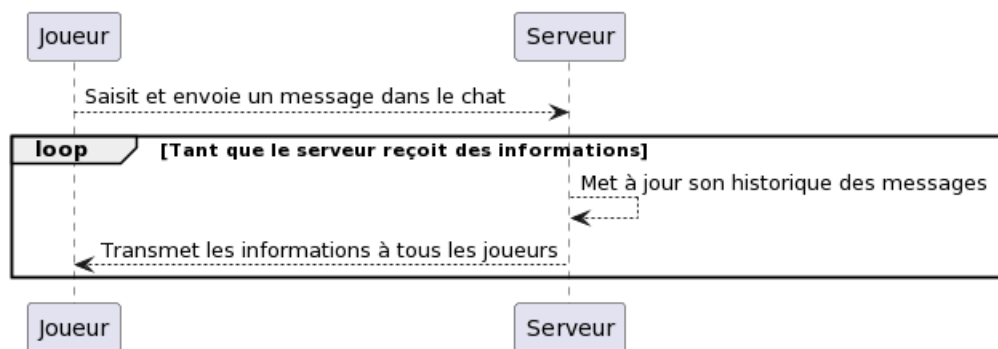 Joueur
Serveur
Saisit et envoie un message dans le chat
loop
[Tant que le serveur reçoit des informations]
Met à jour son historique des messages
Transmet les informations à tous les joueurs
Joueur
Serveur